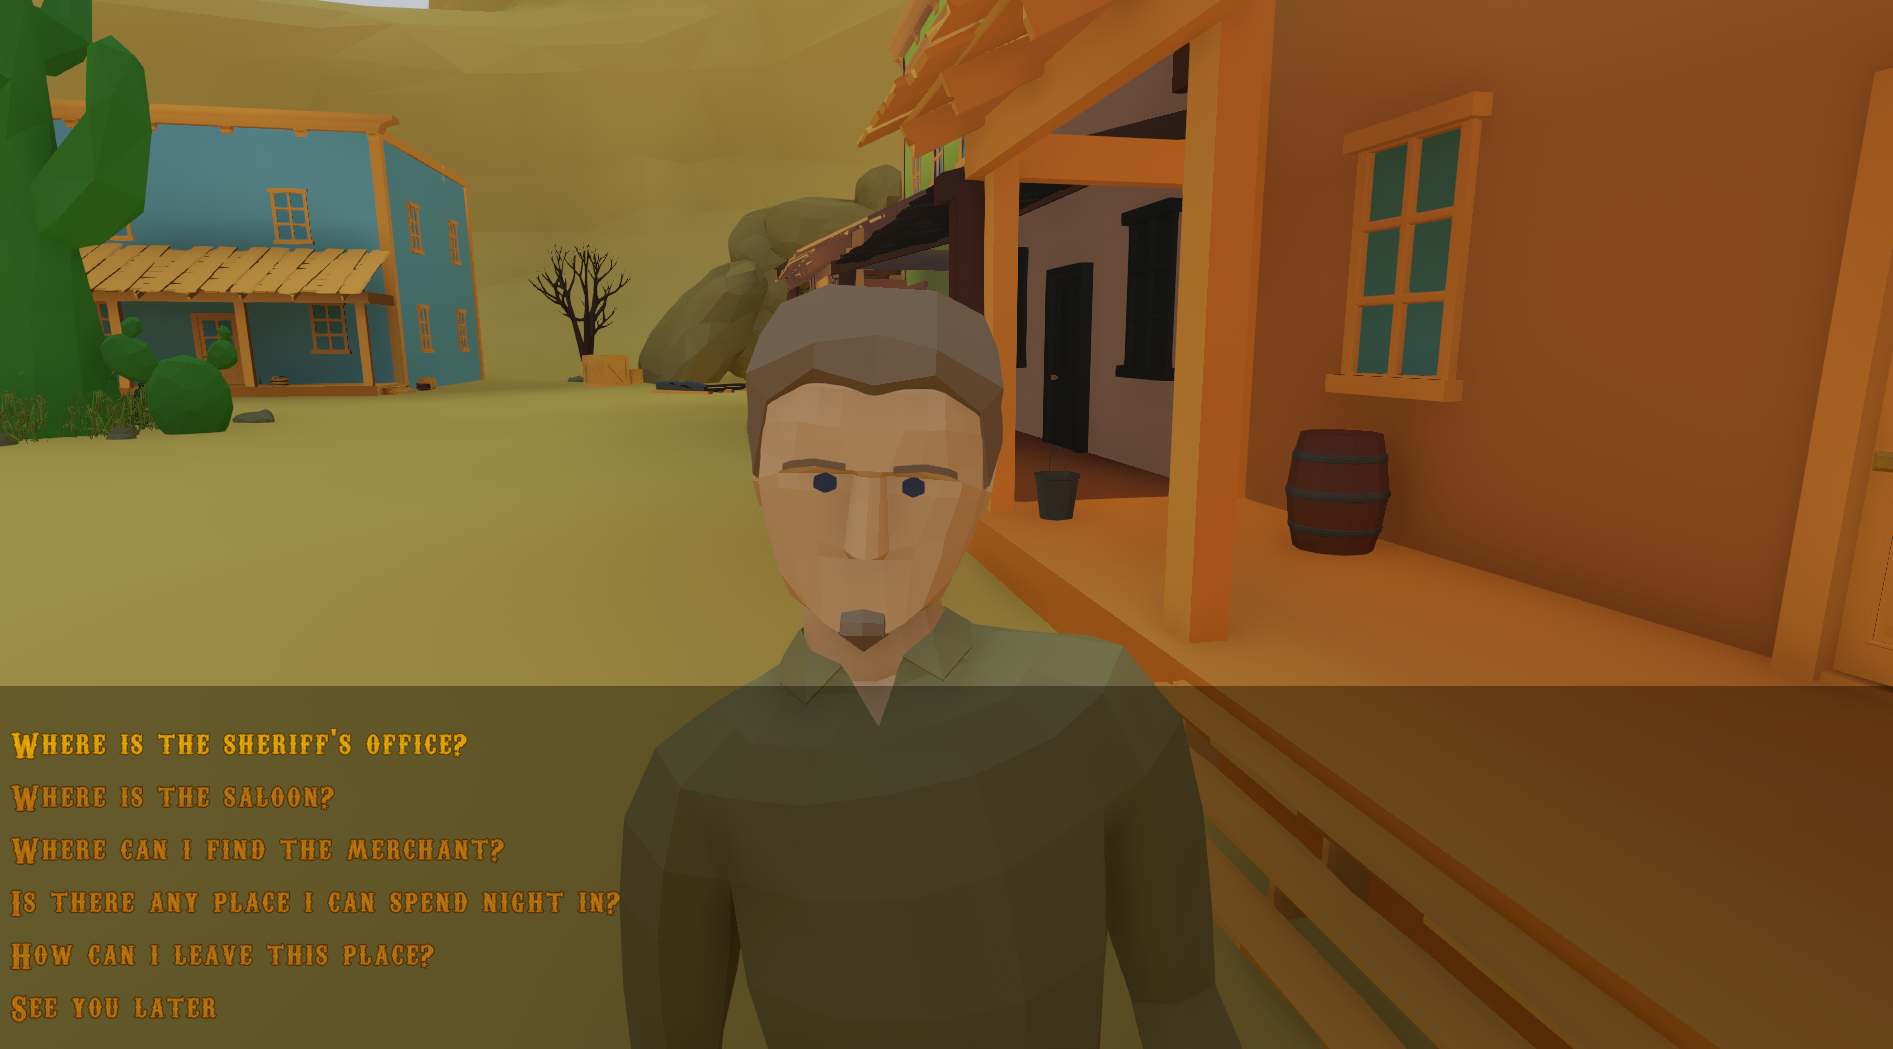 Where is the sheriff's office?
Where is the saloon?
Where can I find the merchant?
Is there any place I can spend night in?
How can I leave this place?
See you later